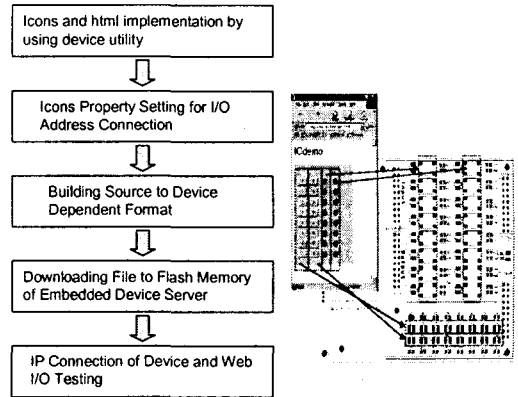 Icons and html implementation by
using device utility
Icons Property Setting for I/O
Address Connection
Building Source to Device
Dependent Format
Downloading File to Flash Memory
of Embedded Device Server
IP Connection of Device and Web
I/O Testing
ICdemo